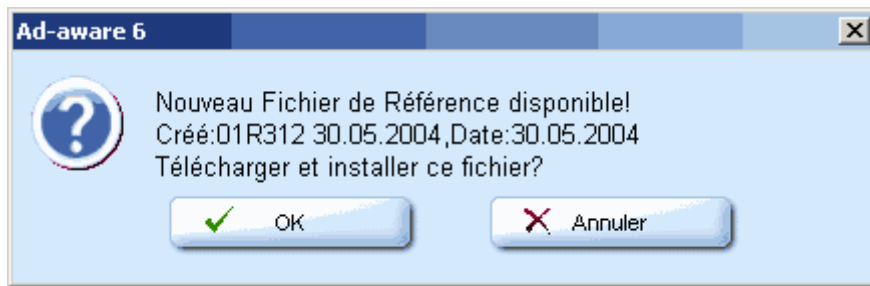 Ad-aware 6
Nouveau Fichier de Référence disponible!
Créé:01R312 30.05.2004,Date:30.05.2004
Télécharger et installer ce fichier?
OK
Annuler